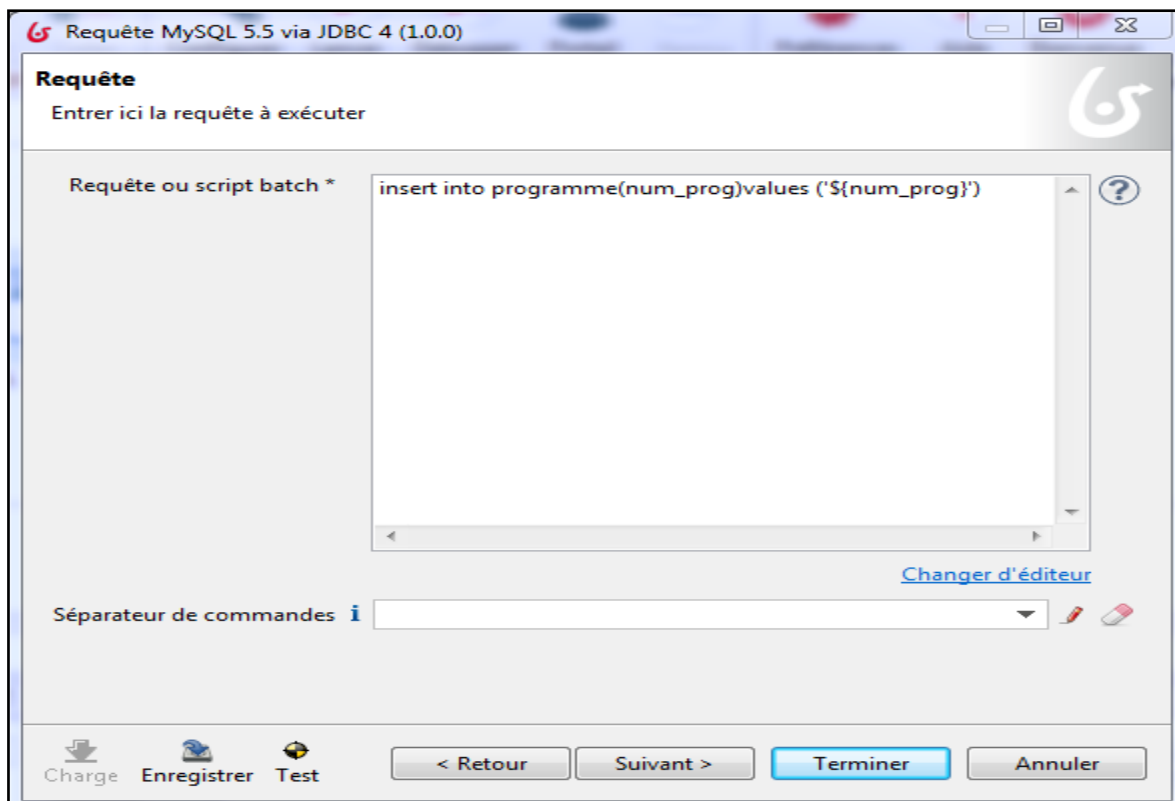 Requête MySQL 5.5 via JDBC 4 (1.0.0)
Requête
Entrer ici la requête à exécuter
Requête ou script batch *
insert into programme(num_prog)values ('${num_prog}')
Changer d'éditeur
Séparateur de commandes
Charge
Enregistrer
Test
< Retour
Suivant >
Terminer
Annuler